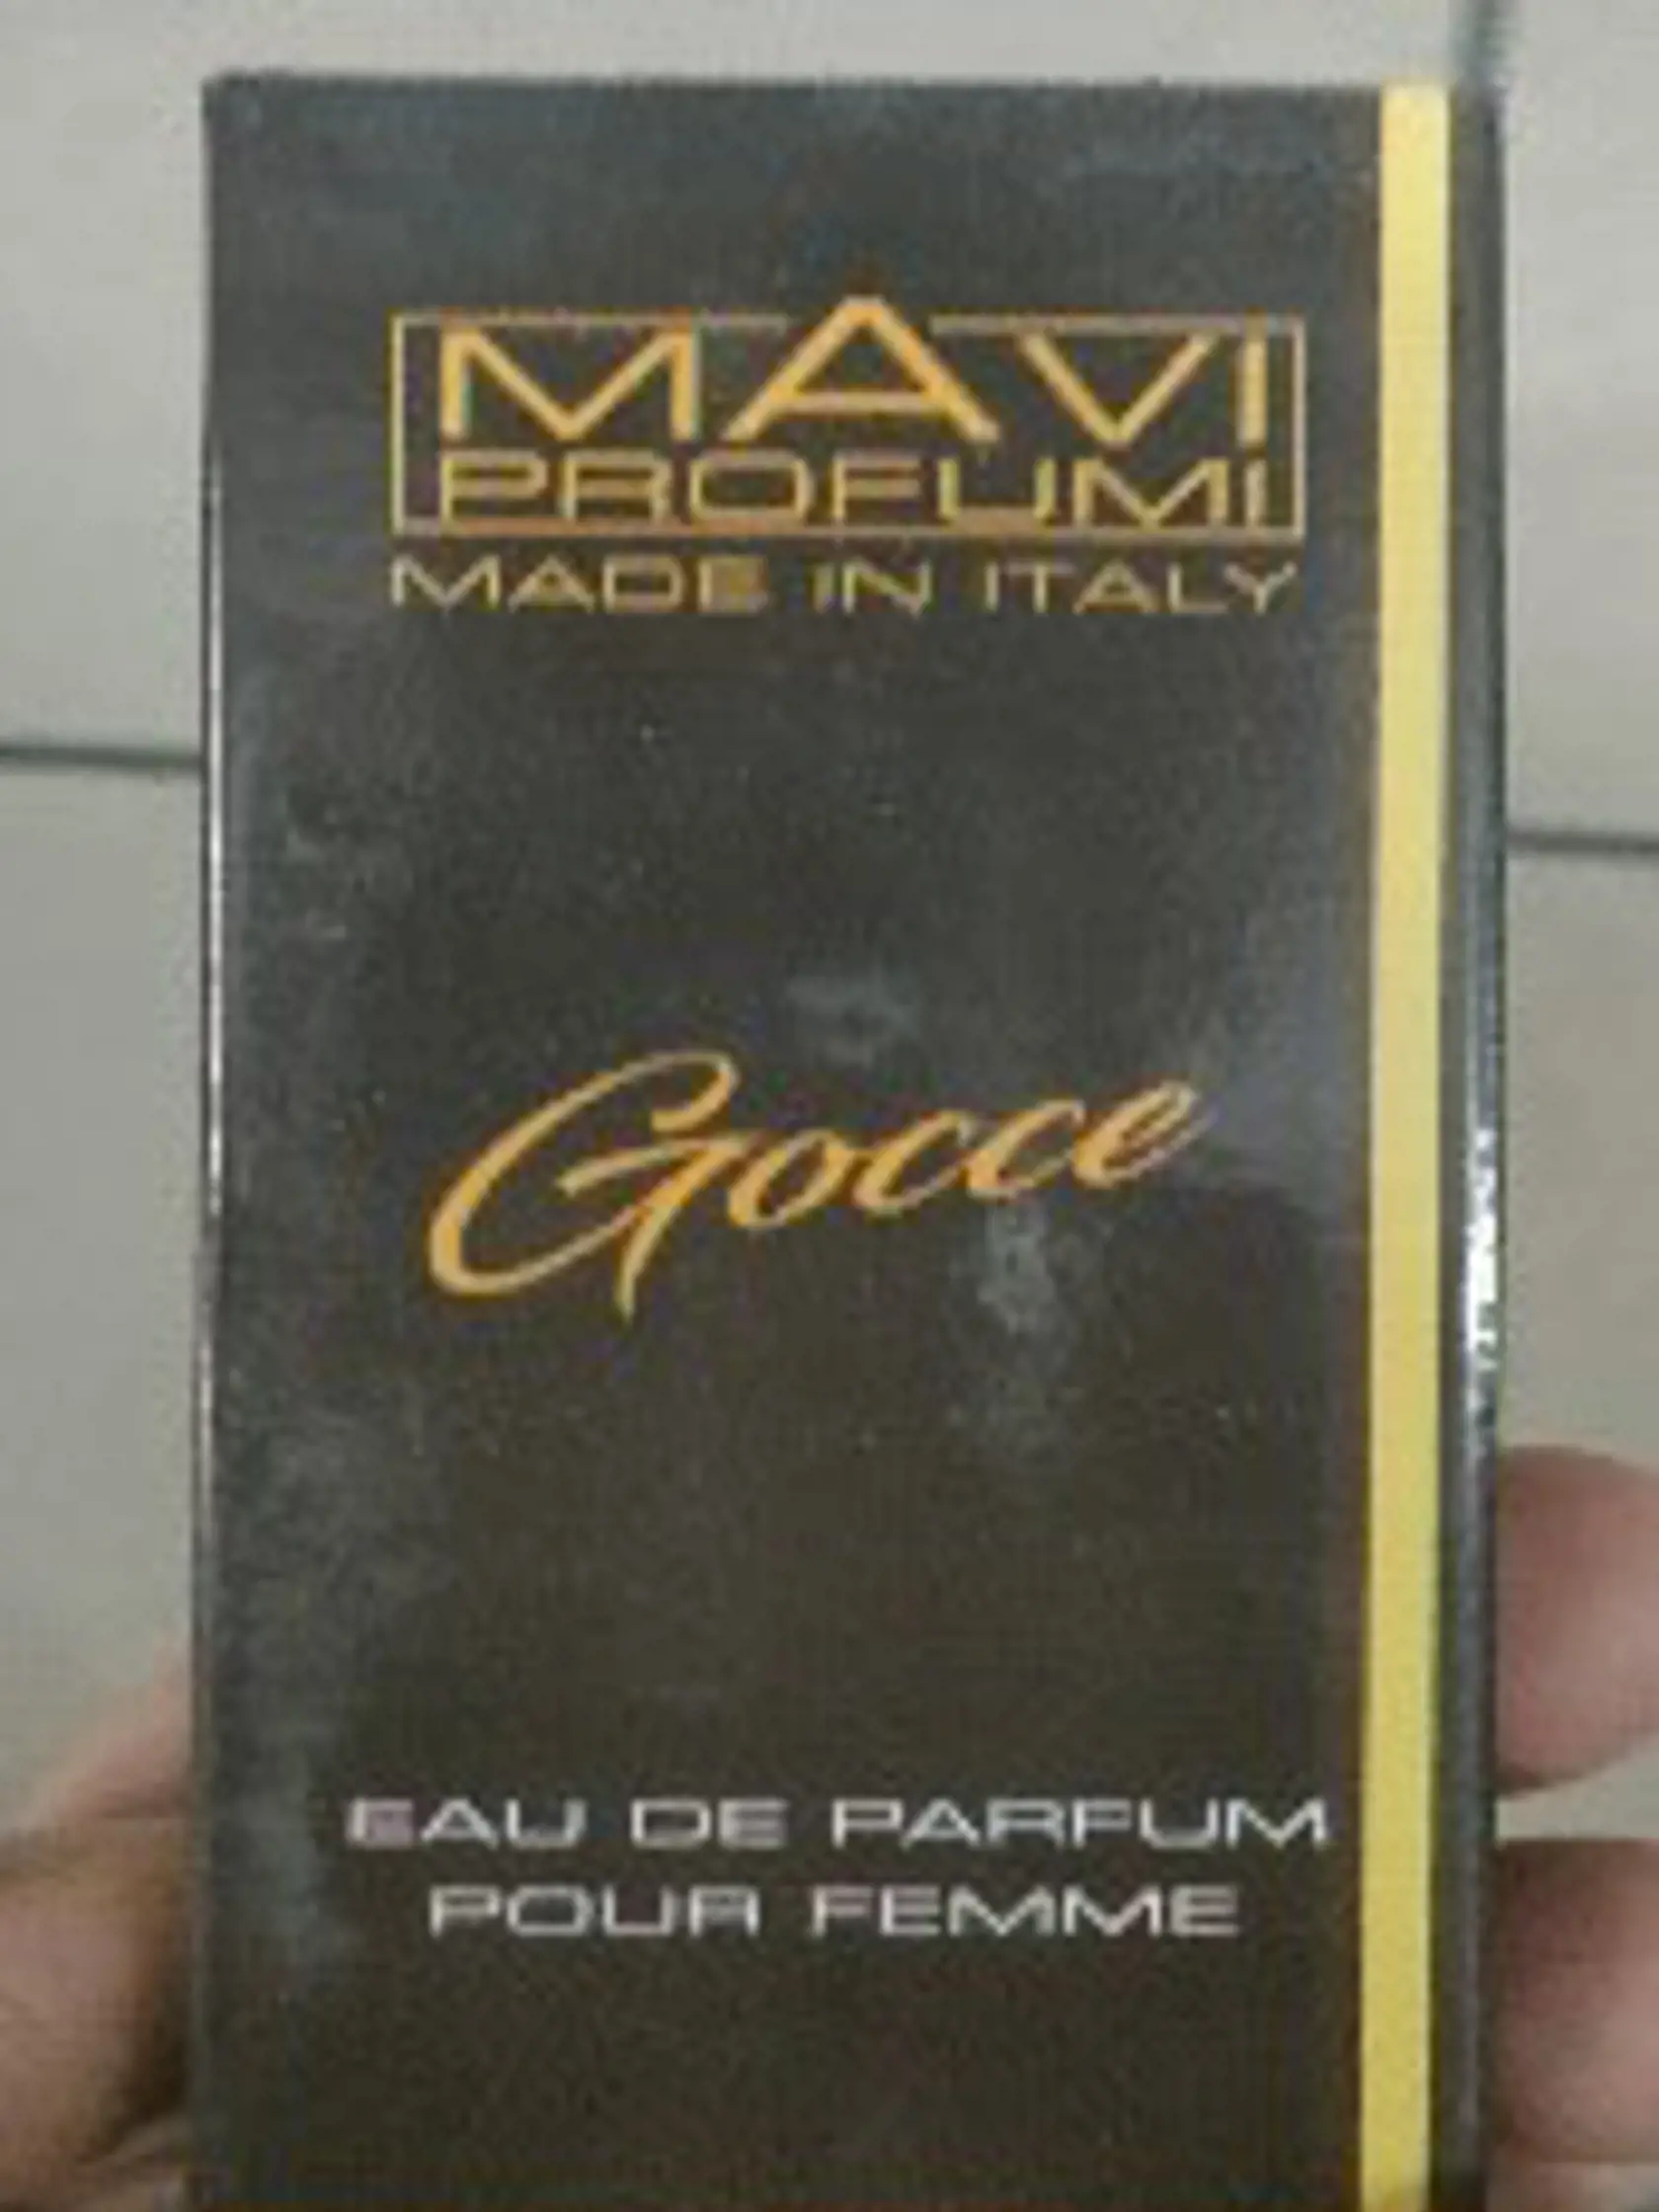 MAVI
PROFUMI
MADE IN ITALY
Gocce
EAU DE PARFUM
POUR FEMME